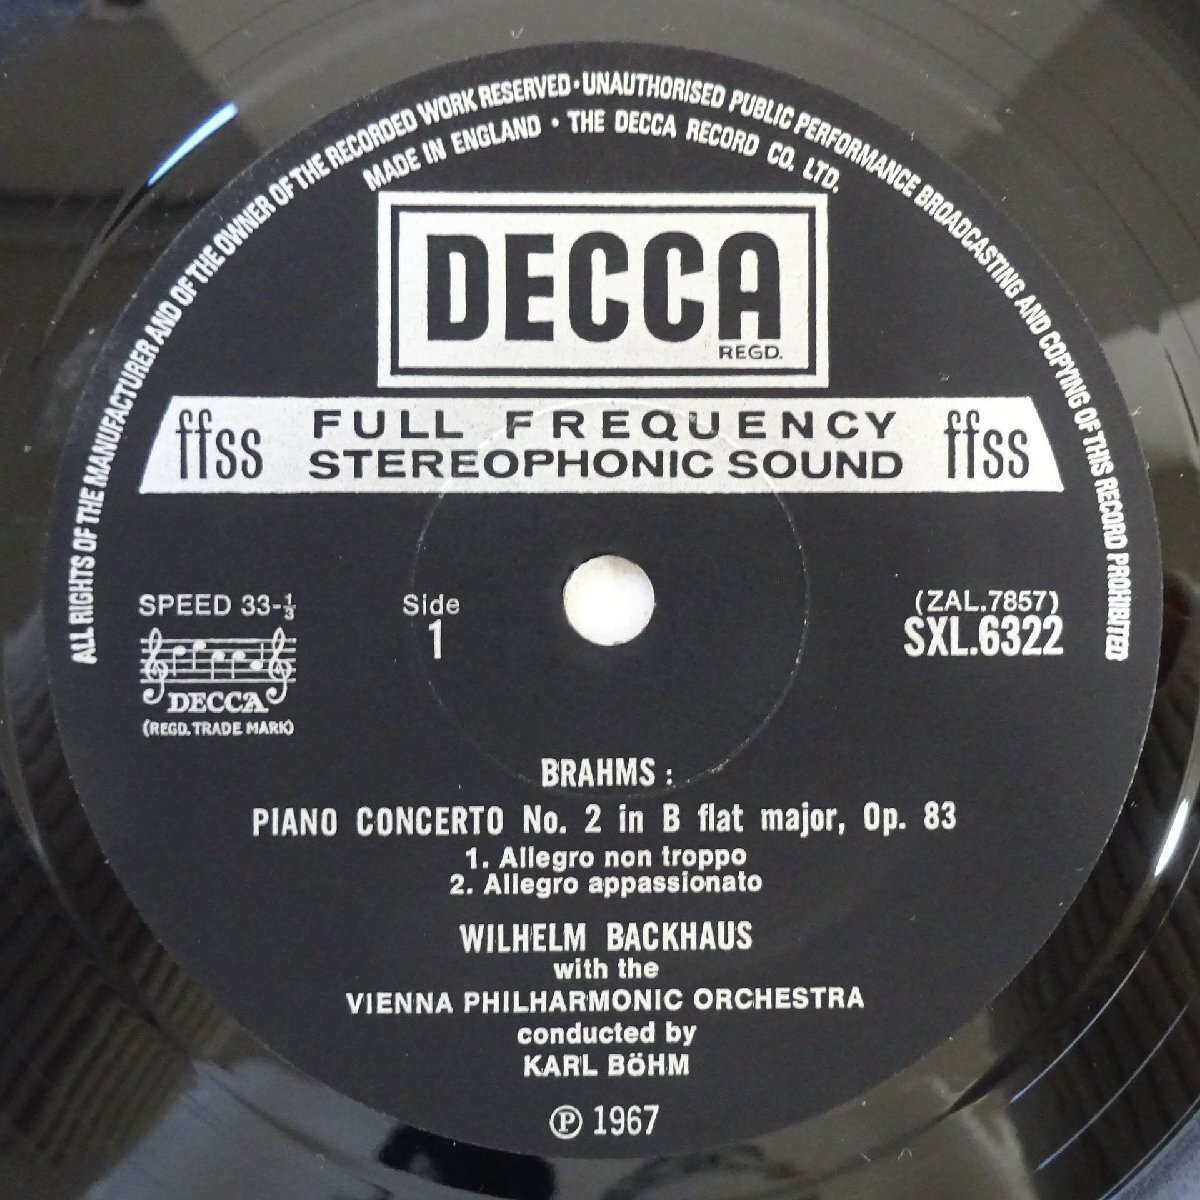 ALL RIGHTS OF THE MANUFACTURER AND OF THE OWNER OF THE RECORDED WORK RESERVED · UNAUTHORISED PUBLIC PERFORMANCE BROADCASTING AND COPYING OF THIS RECORD PROHIBITED
MADE IN ENGLAND · THE DECCA RECORD CO. LTD.
DECCA
REGD.
ffss FULL FREQUENCY STEREOPHONIC SOUND ffss
SPEED 33-⅓
Side
1
(ZAL.7857)
SXL.6322
DECCA
(REGD. TRADE MARK)
BRAHMS :
PIANO CONCERTO No. 2 in B flat major, Op. 83
1. Allegro non troppo
2. Allegro appassionato
WILHELM BACKHAUS
with the
VIENNA PHILHARMONIC ORCHESTRA
conducted by
KARL BÖHM
Ⓟ 1967